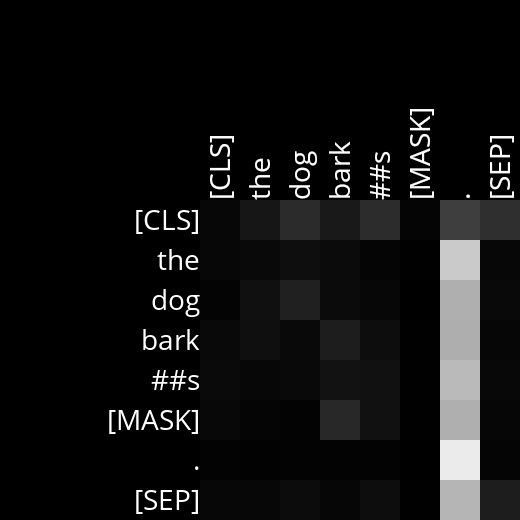 [CLS] the dog bark ##s [MASK] . [SEP]
[CLS]
the
dog
bark
##s
[MASK]
.
[SEP]